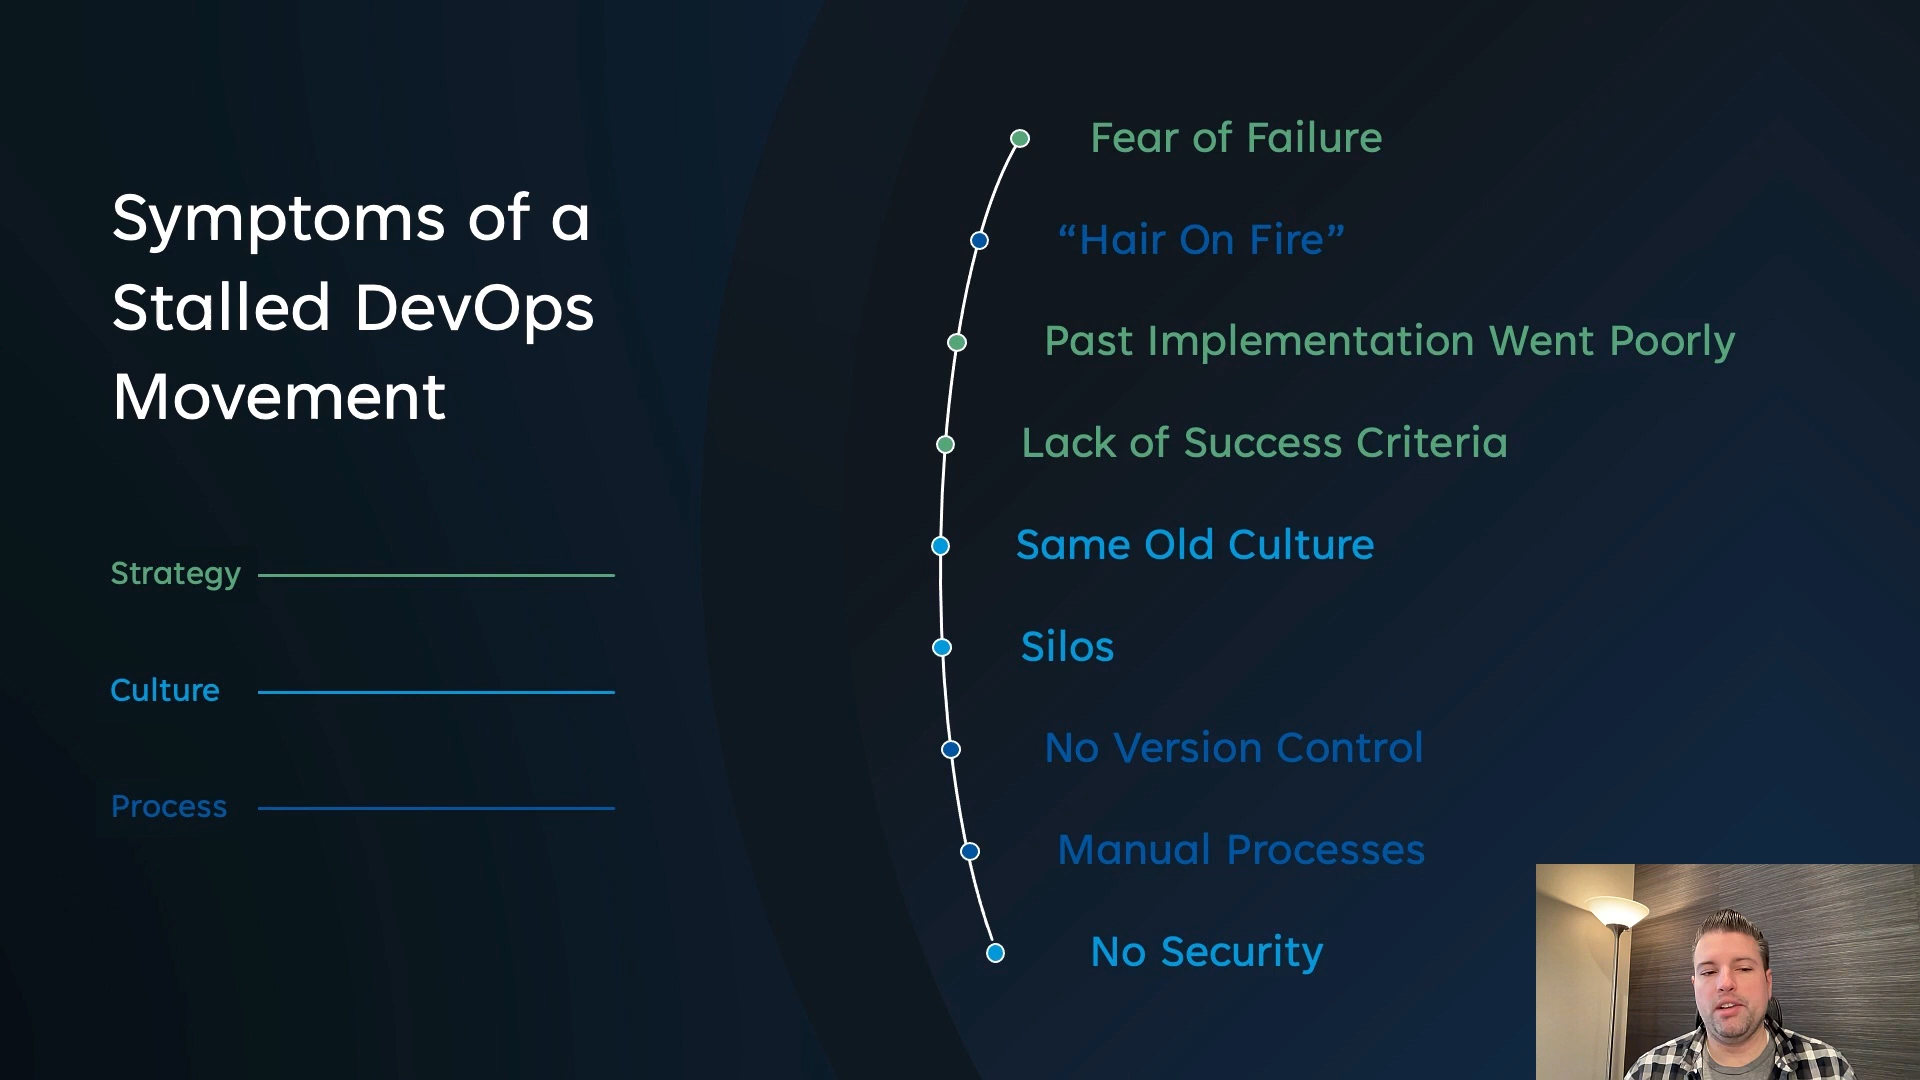 Symptoms of a
Stalled DevOps
Movement
Strategy
Culture
Process
Fear of Failure
“Hair On Fire”
Past Implementation Went Poorly
Lack of Success Criteria
Same Old Culture
Silos
No Version Control
Manual Processes
No Security